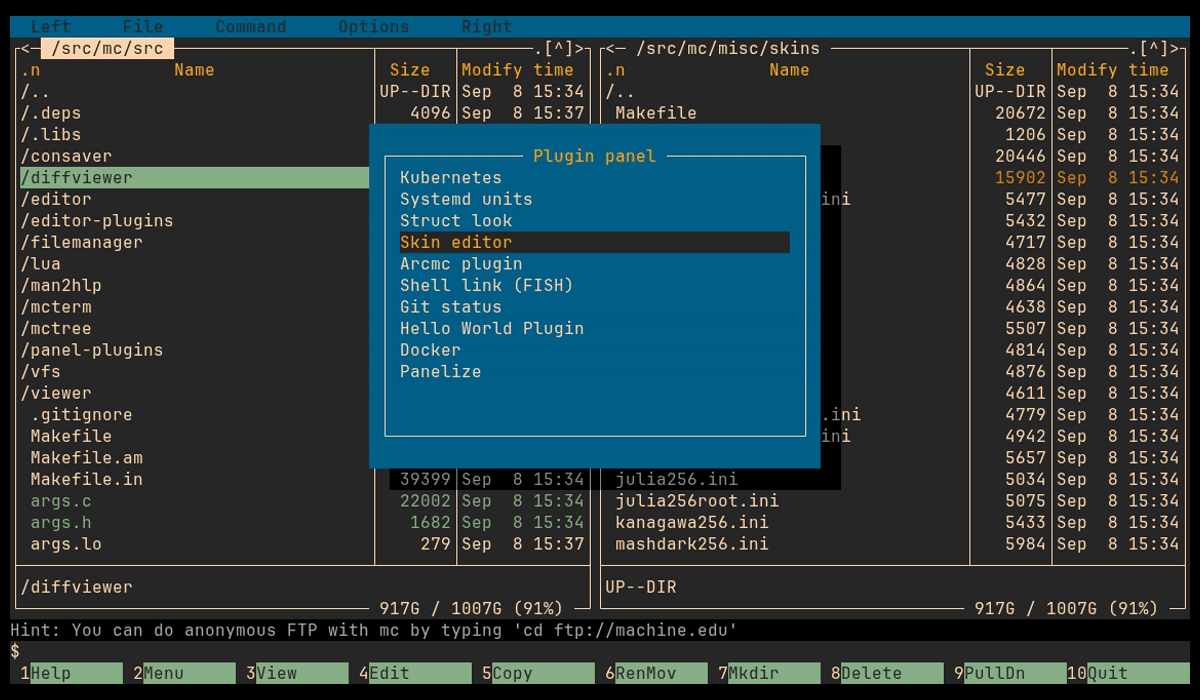 Left File Command Options Right
<─ /src/mc/src ─.[^]>
.n Name Size Modify time
/.. UP--DIR Sep 8 15:34
/.deps 4096 Sep 8 15:37
/.libs
/consaver
/diffviewer
/editor
/editor-plugins
/filemanager
/lua
/man2hlp
/mcterm
/mctree
/panel-plugins
/vfs
/viewer
.gitignore
Makefile
Makefile.am
Makefile.in 39399 Sep 8 15:34
args.c 22002 Sep 8 15:34
args.h 1682 Sep 8 15:34
args.lo 279 Sep 8 15:37
/diffviewer
917G / 1007G (91%)
Plugin panel
Kubernetes
Systemd units
Struct look
Skin editor
Arcmc plugin
Shell link (FISH)
Git status
Hello World Plugin
Docker
Panelize
<─ /src/mc/misc/skins ─.[^]>
.n Name Size Modify time
/.. UP--DIR Sep 8 15:34
Makefile 20672 Sep 8 15:34
1206 Sep 8 15:34
20446 Sep 8 15:34
15902 Sep 8 15:34
ini 5477 Sep 8 15:34
5432 Sep 8 15:34
4717 Sep 8 15:34
4828 Sep 8 15:34
4864 Sep 8 15:34
4638 Sep 8 15:34
5507 Sep 8 15:34
4814 Sep 8 15:34
4876 Sep 8 15:34
4611 Sep 8 15:34
.ini 4779 Sep 8 15:34
ini 4942 Sep 8 15:34
5657 Sep 8 15:34
julia256.ini 5034 Sep 8 15:34
julia256root.ini 5075 Sep 8 15:34
kanagawa256.ini 5433 Sep 8 15:34
mashdark256.ini 5984 Sep 8 15:34
UP--DIR
917G / 1007G (91%)
Hint: You can do anonymous FTP with mc by typing 'cd ftp://machine.edu'
$
1Help 2Menu 3View 4Edit 5Copy 6RenMov 7Mkdir 8Delete 9PullDn 10Quit